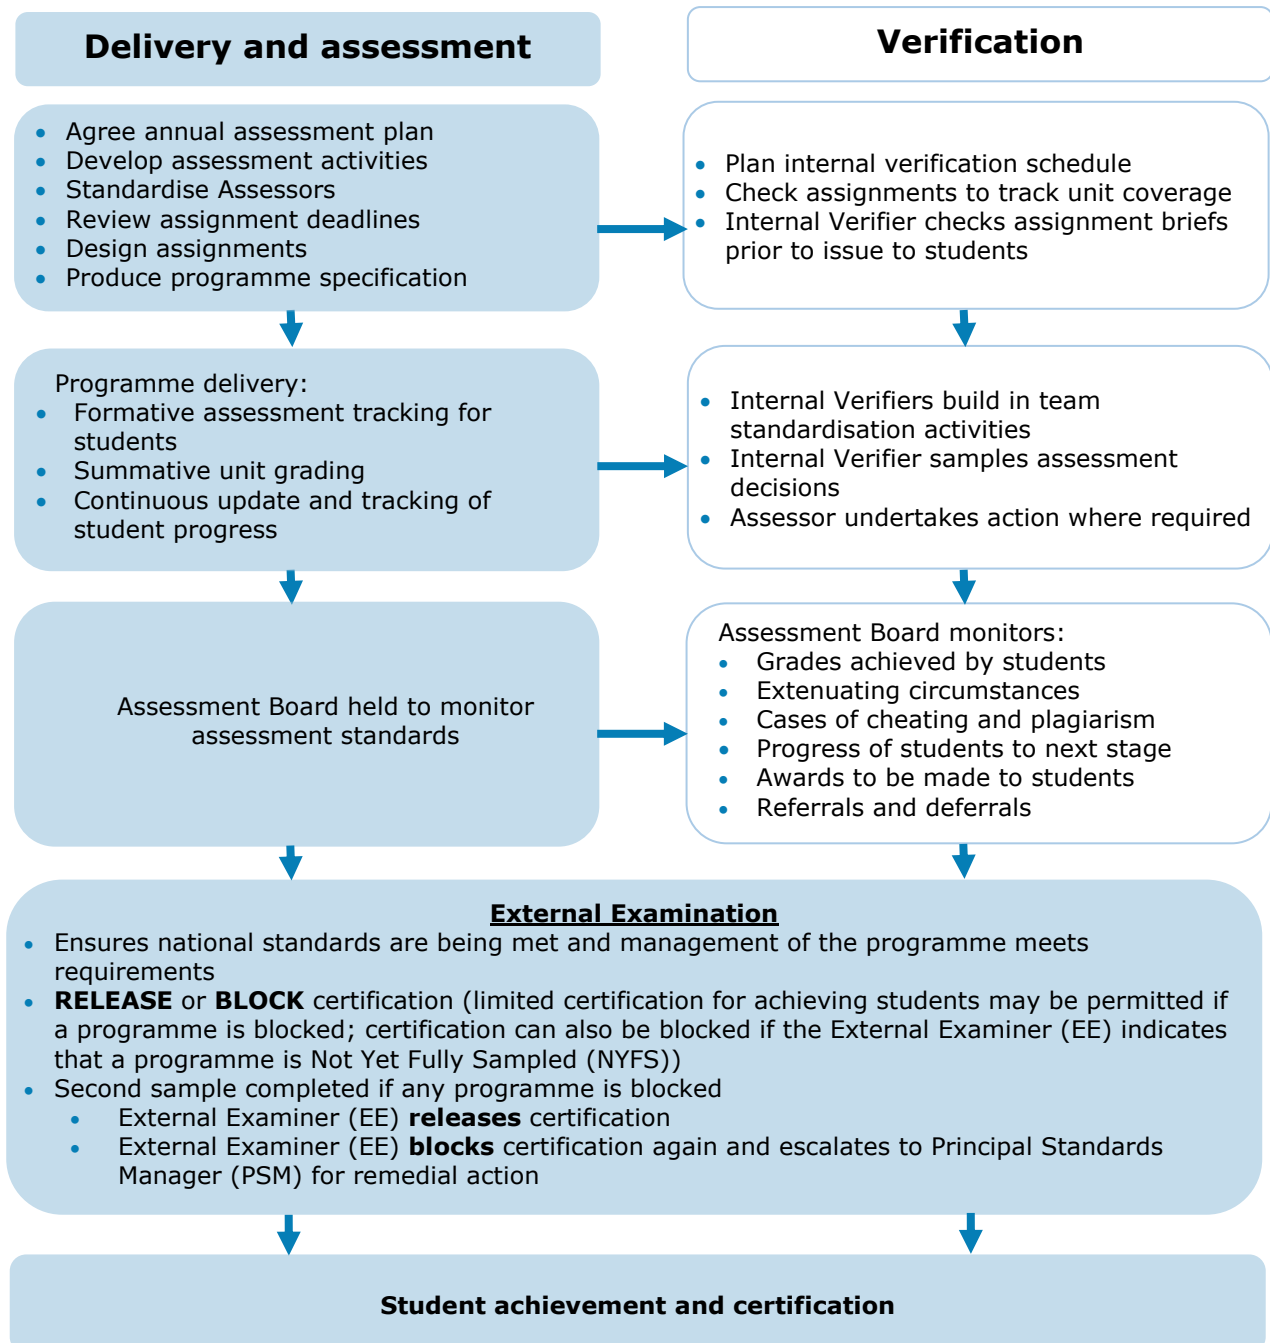 Delivery and assessment
Verification
• Agree annual assessment plan
• Develop assessment activities
• Standardise Assessors
• Review assignment deadlines
• Design assignments
• Produce programme specification
• Plan internal verification schedule
• Check assignments to track unit coverage
• Internal Verifier checks assignment briefs
prior to issue to students
Programme delivery:
• Formative assessment tracking for
students
• Summative unit grading
• Continuous update and tracking of
student progress
• Internal Verifiers build in team
standardisation activities
• Internal Verifier samples assessment
decisions
• Assessor undertakes action where required
Assessment Board held to monitor
assessment standards
Assessment Board monitors:
• Grades achieved by students
• Extenuating circumstances
• Cases of cheating and plagiarism
• Progress of students to next stage
• Awards to be made to students
• Referrals and deferrals
External Examination
• Ensures national standards are being met and management of the programme meets
requirements
• RELEASE or BLOCK certification (limited certification for achieving students may be permitted if
a programme is blocked; certification can also be blocked if the External Examiner (EE) indicates
that a programme is Not Yet Fully Sampled (NYFS))
• Second sample completed if any programme is blocked
• External Examiner (EE) releases certification
• External Examiner (EE) blocks certification again and escalates to Principal Standards
Manager (PSM) for remedial action
Student achievement and certification